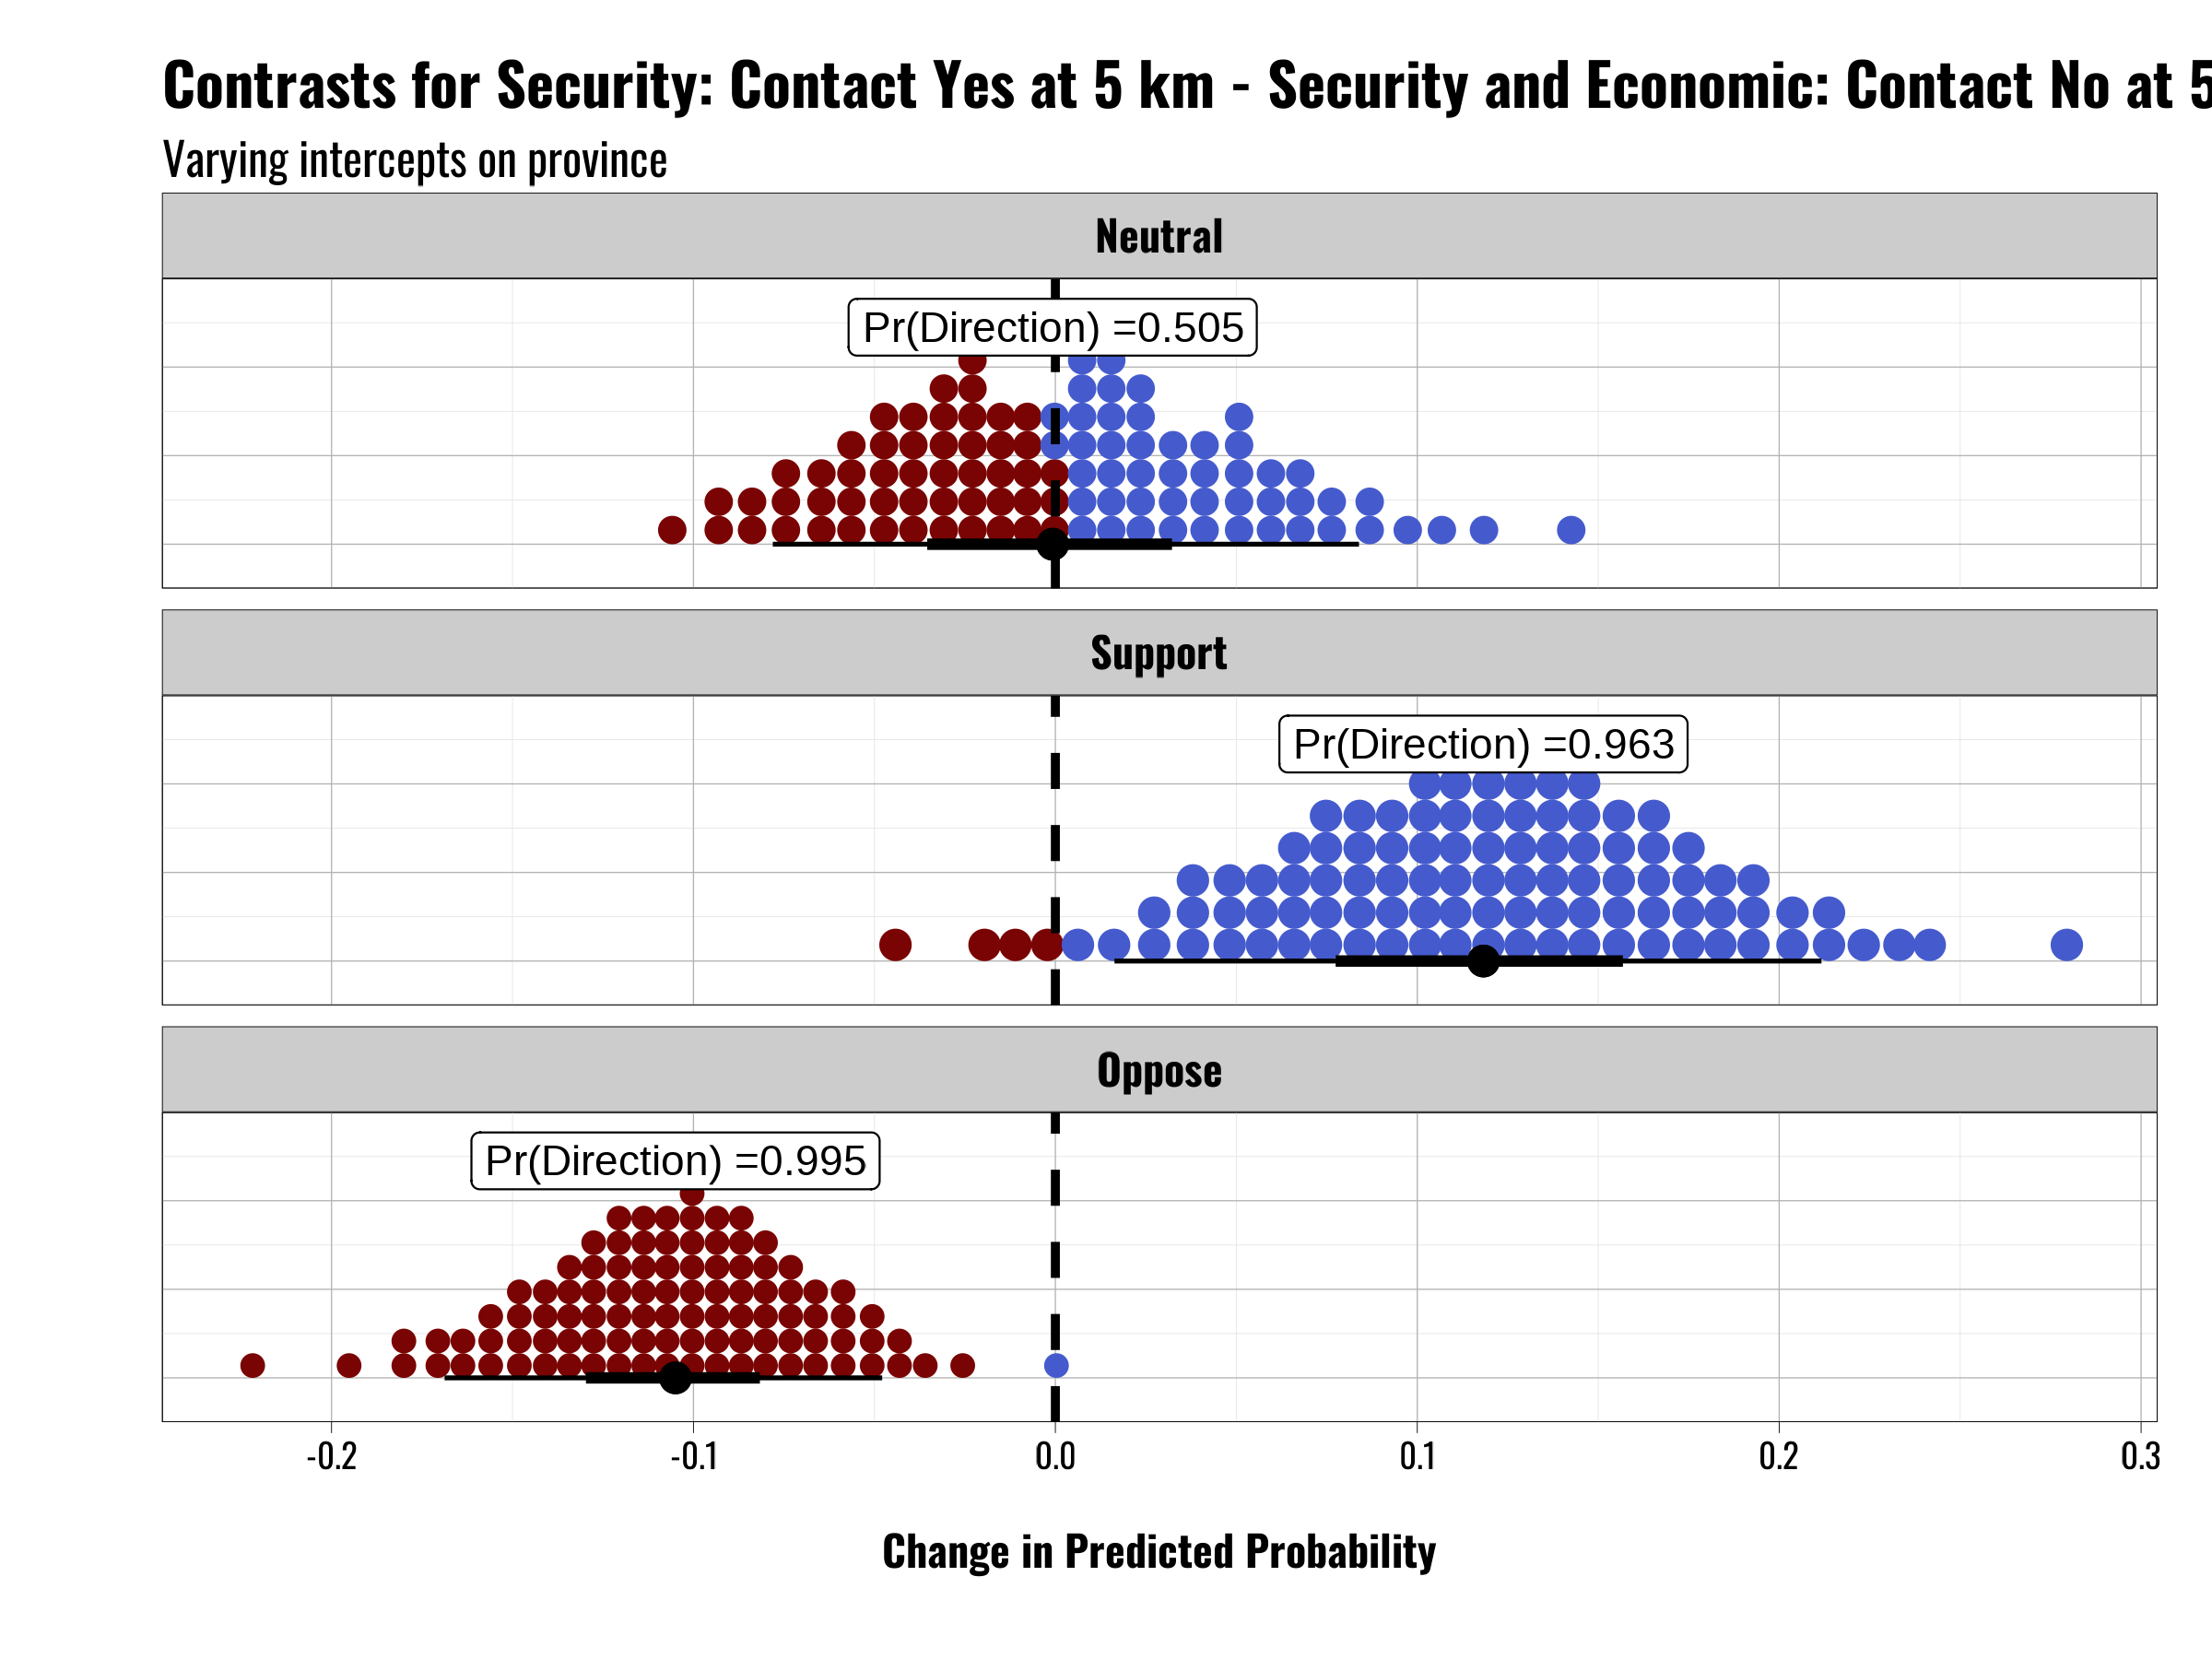 Contrasts for Security: Contact Yes at 5 km - Security and Economic: Contact No at 5
Varying intercepts on province
Neutral
Pr(Direction) =0.505
Support
Pr(Direction) =0.963
Oppose
Pr(Direction) =0.995
-0.2 -0.1 0.0 0.1 0.2 0.3
Change in Predicted Probability